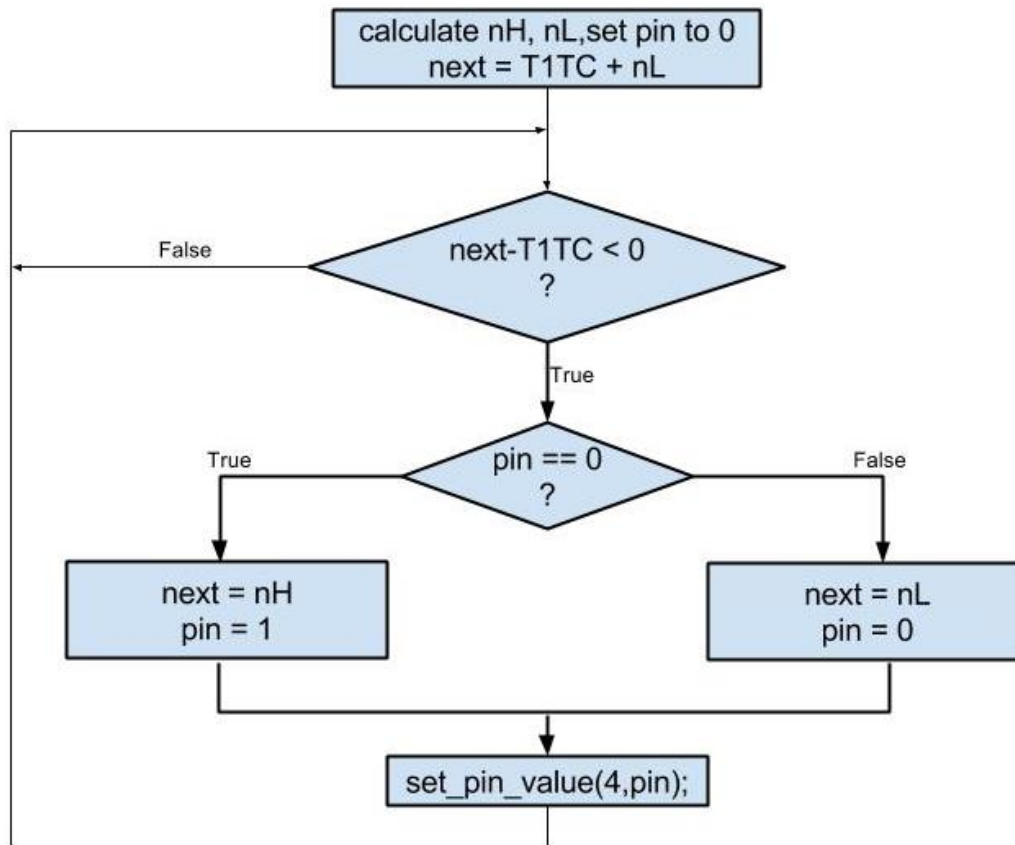 calculate nH, nL,set pin to 0
next = T1TC + nL
next-T1TC < 0
?
False
True
pin == 0
?
True
False
next = nH
pin = 1
next = nL
pin = 0
set_pin_value(4,pin);